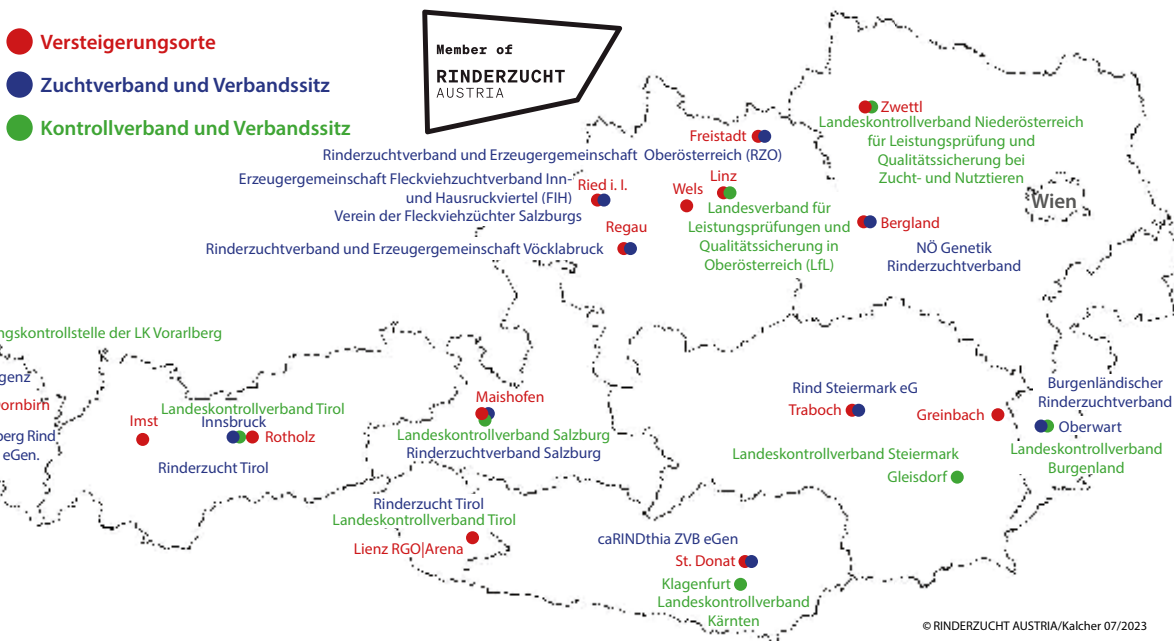 Versteigerungsorte
Zuchtverband und Verbandssitz
Kontrollverband und Verbandssitz
Member of
RINDERZUCHT
AUSTRIA
Zwettl
Landeskontrollverband Niederösterreich
für Leistungsprüfung und
Qualitätssicherung bei
Zucht- und Nutztieren
Freistadt
Rinderzuchtverband und Erzeugergemeinschaft Oberösterreich (RZO)
Erzeugergemeinschaft Fleckviehzuchtverband Inn-
und Hausruckviertel (FIH)
Verein der Fleckviehzüchter Salzburgs
Ried i. I.
Wels
Linz
Landesverband für
Leistungsprüfungen und
Qualitätssicherung in
Oberösterreich (LfL)
Wien
Regau
Rinderzuchtverband und Erzeugergemeinschaft Vöcklabruck
Bergland
NÖ Genetik
Rinderzuchtverband
ngskontrollstelle der LK Vorarlberg
genz
Dornbirn
berg Rind
eGen.
Imst
Landeskontrollverband Tirol
Innsbruck
Rotholz
Rinderzucht Tirol
Maishofen
Landeskontrollverband Salzburg
Rinderzuchtverband Salzburg
Rind Steiermark eG
Traboch
Greinbach
Burgenländischer
Rinderzuchtverband
Oberwart
Landeskontrollverband
Burgenland
Landeskontrollverband Steiermark
Gleisdorf
Rinderzucht Tirol
Landeskontrollverband Tirol
Lienz RGO|Arena
caRINDthia ZVB eGen
St. Donat
Klagenfurt
Landeskontrollverband
Kärnten
© RINDERZUCHT AUSTRIA/Kalcher 07/2023